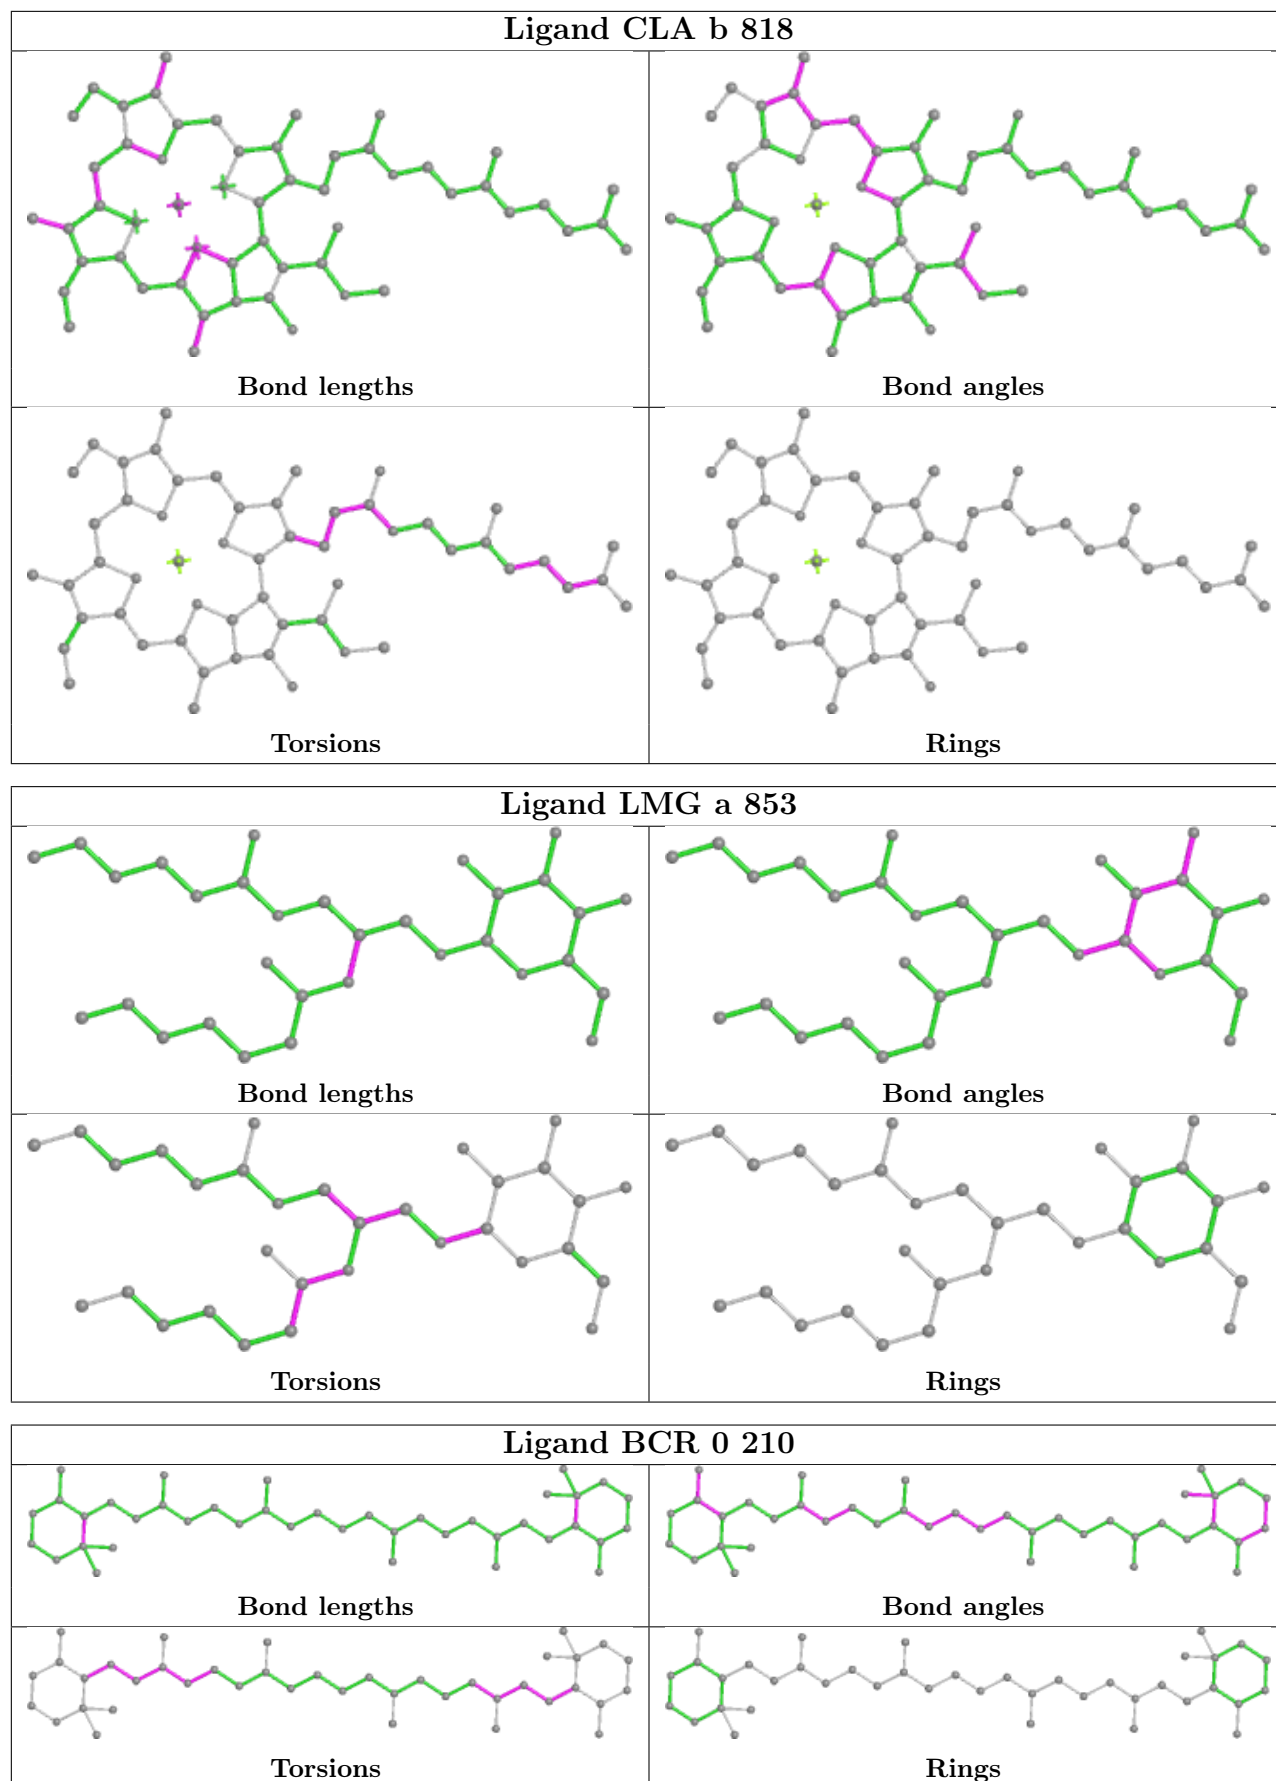 Ligand CLA b 818
Bond lengths
Bond angles
Torsions
Rings
Ligand LMG a 853
Bond lengths
Bond angles
Torsions
Rings
Ligand BCR 0 210
Bond lengths
Bond angles
Torsions
Rings